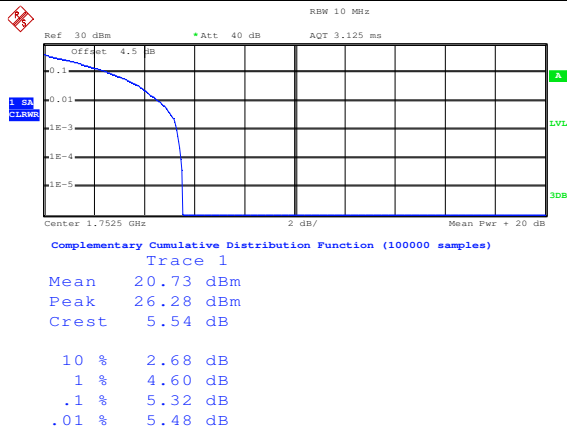 RBW 10 MHz
Ref 30 dBm *Att 40 dB AQT 3.125 ms
Offset 4.5 dB
0.1
A
0.01
1 SA
CLRWR
1E-3
LVL
1E-4
1E-5
3DB
Center 1.7525 GHz 2 dB/ Mean Pwr + 20 dB
Complementary Cumulative Distribution Function (100000 samples)
Trace 1
Mean 20.73 dBm
Peak 26.28 dBm
Crest 5.54 dB
10 % 2.68 dB
1 % 4.60 dB
.1 % 5.32 dB
.01 % 5.48 dB